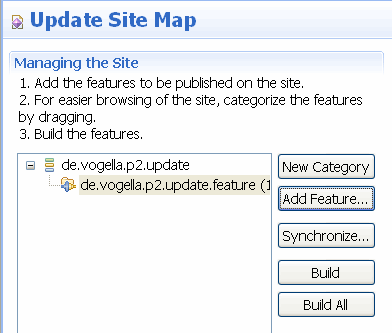 Update Site Map
Managing the Site
1. Add the features to be published on the site.
2. For easier browsing of the site, categorize the features
by dragging.
3. Build the features.
de.vogella.p2.update
New Category
de.vogella.p2.update.feature (1
Add Feature...
Synchronize...
Build
Build All